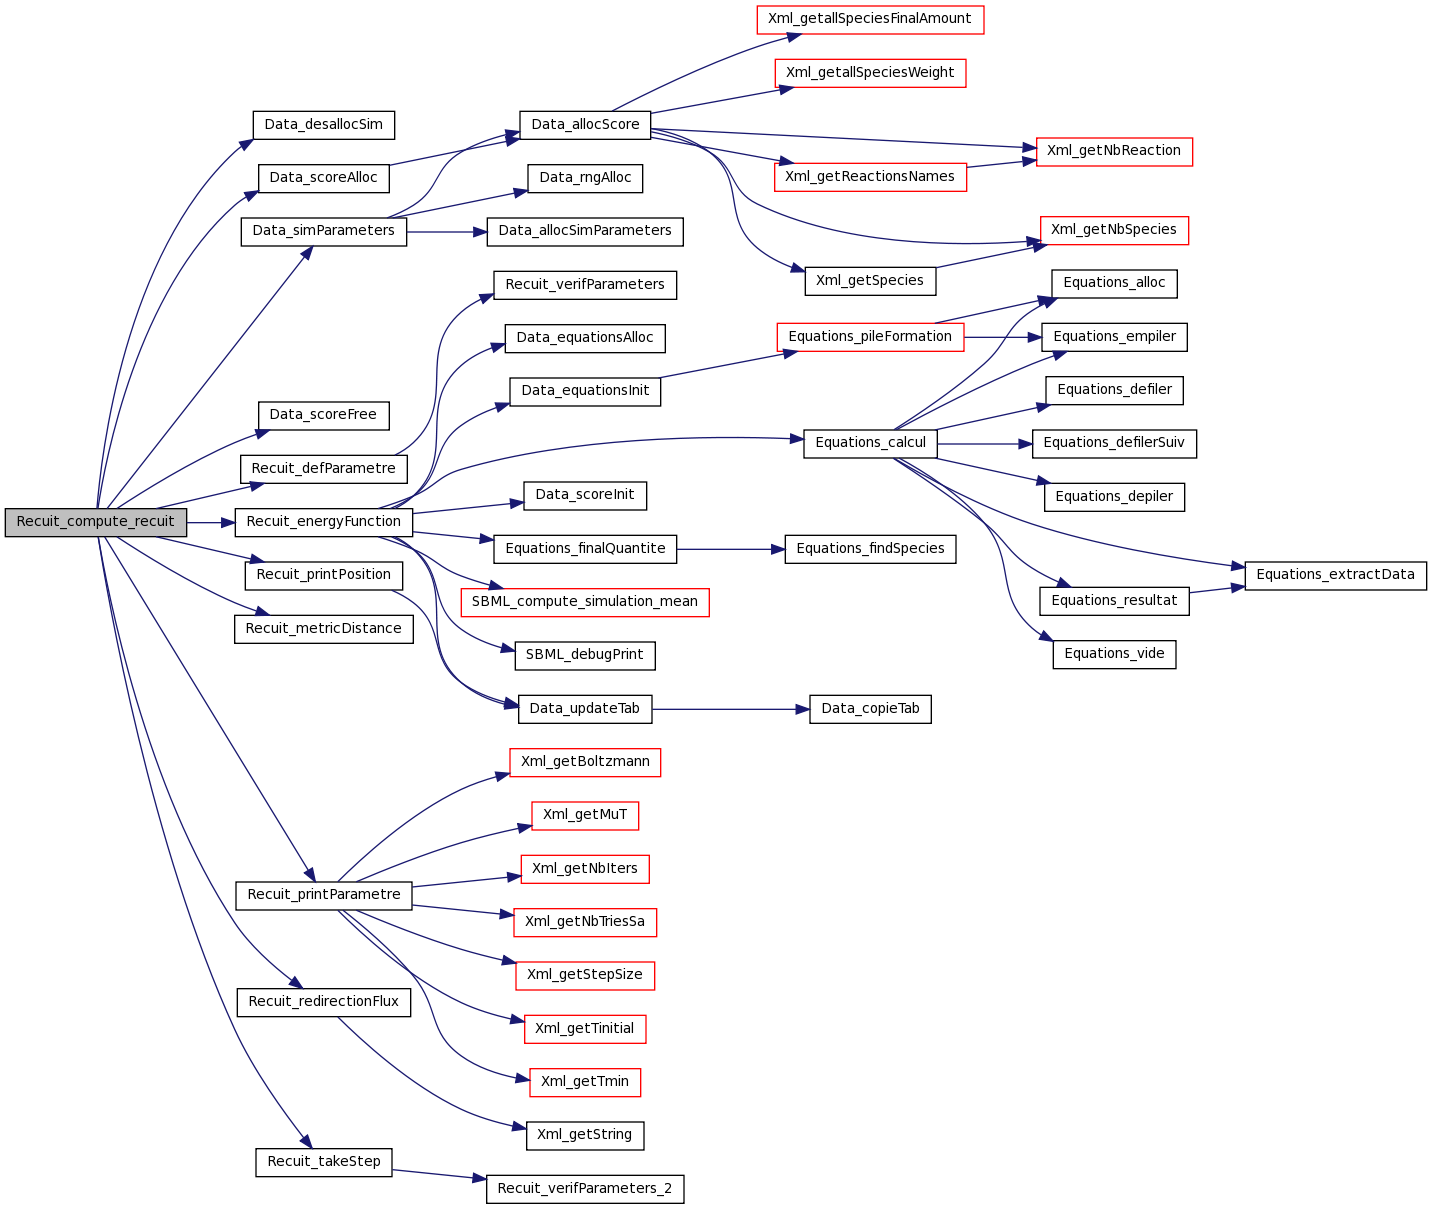 Xml_getallSpeciesFinalAmount
Xml_getallSpeciesWeight
Data_desallocSim
Data_allocScore
Xml_getNbReaction
Data_scoreAlloc
Data_rngAlloc
Xml_getReactionsNames
Data_simParameters
Data_allocSimParameters
Xml_getNbSpecies
Recuit_verifParameters
Xml_getSpecies
Equations_alloc
Data_equationsAlloc
Equations_pileFormation
Equations_empiler
Data_equationsInit
Equations_defiler
Data_scoreFree
Equations_calcul
Equations_defilerSuiv
Recuit_defParametre
Data_scoreInit
Equations_depiler
Recuit_compute_recuit
Recuit_energyFunction
Equations_finalQuantite
Equations_findSpecies
Recuit_printPosition
Equations_extractData
SBML_compute_simulation_mean
Equations_resultat
Recuit_metricDistance
SBML_debugPrint
Equations_vide
Data_updateTab
Data_copieTab
Xml_getBoltzmann
Xml_getMuT
Xml_getNbIters
Recuit_printParametre
Xml_getNbTriesSa
Xml_getStepSize
Recuit_redirectionFlux
Xml_getTinitial
Xml_getTmin
Xml_getString
Recuit_takeStep
Recuit_verifParameters_2